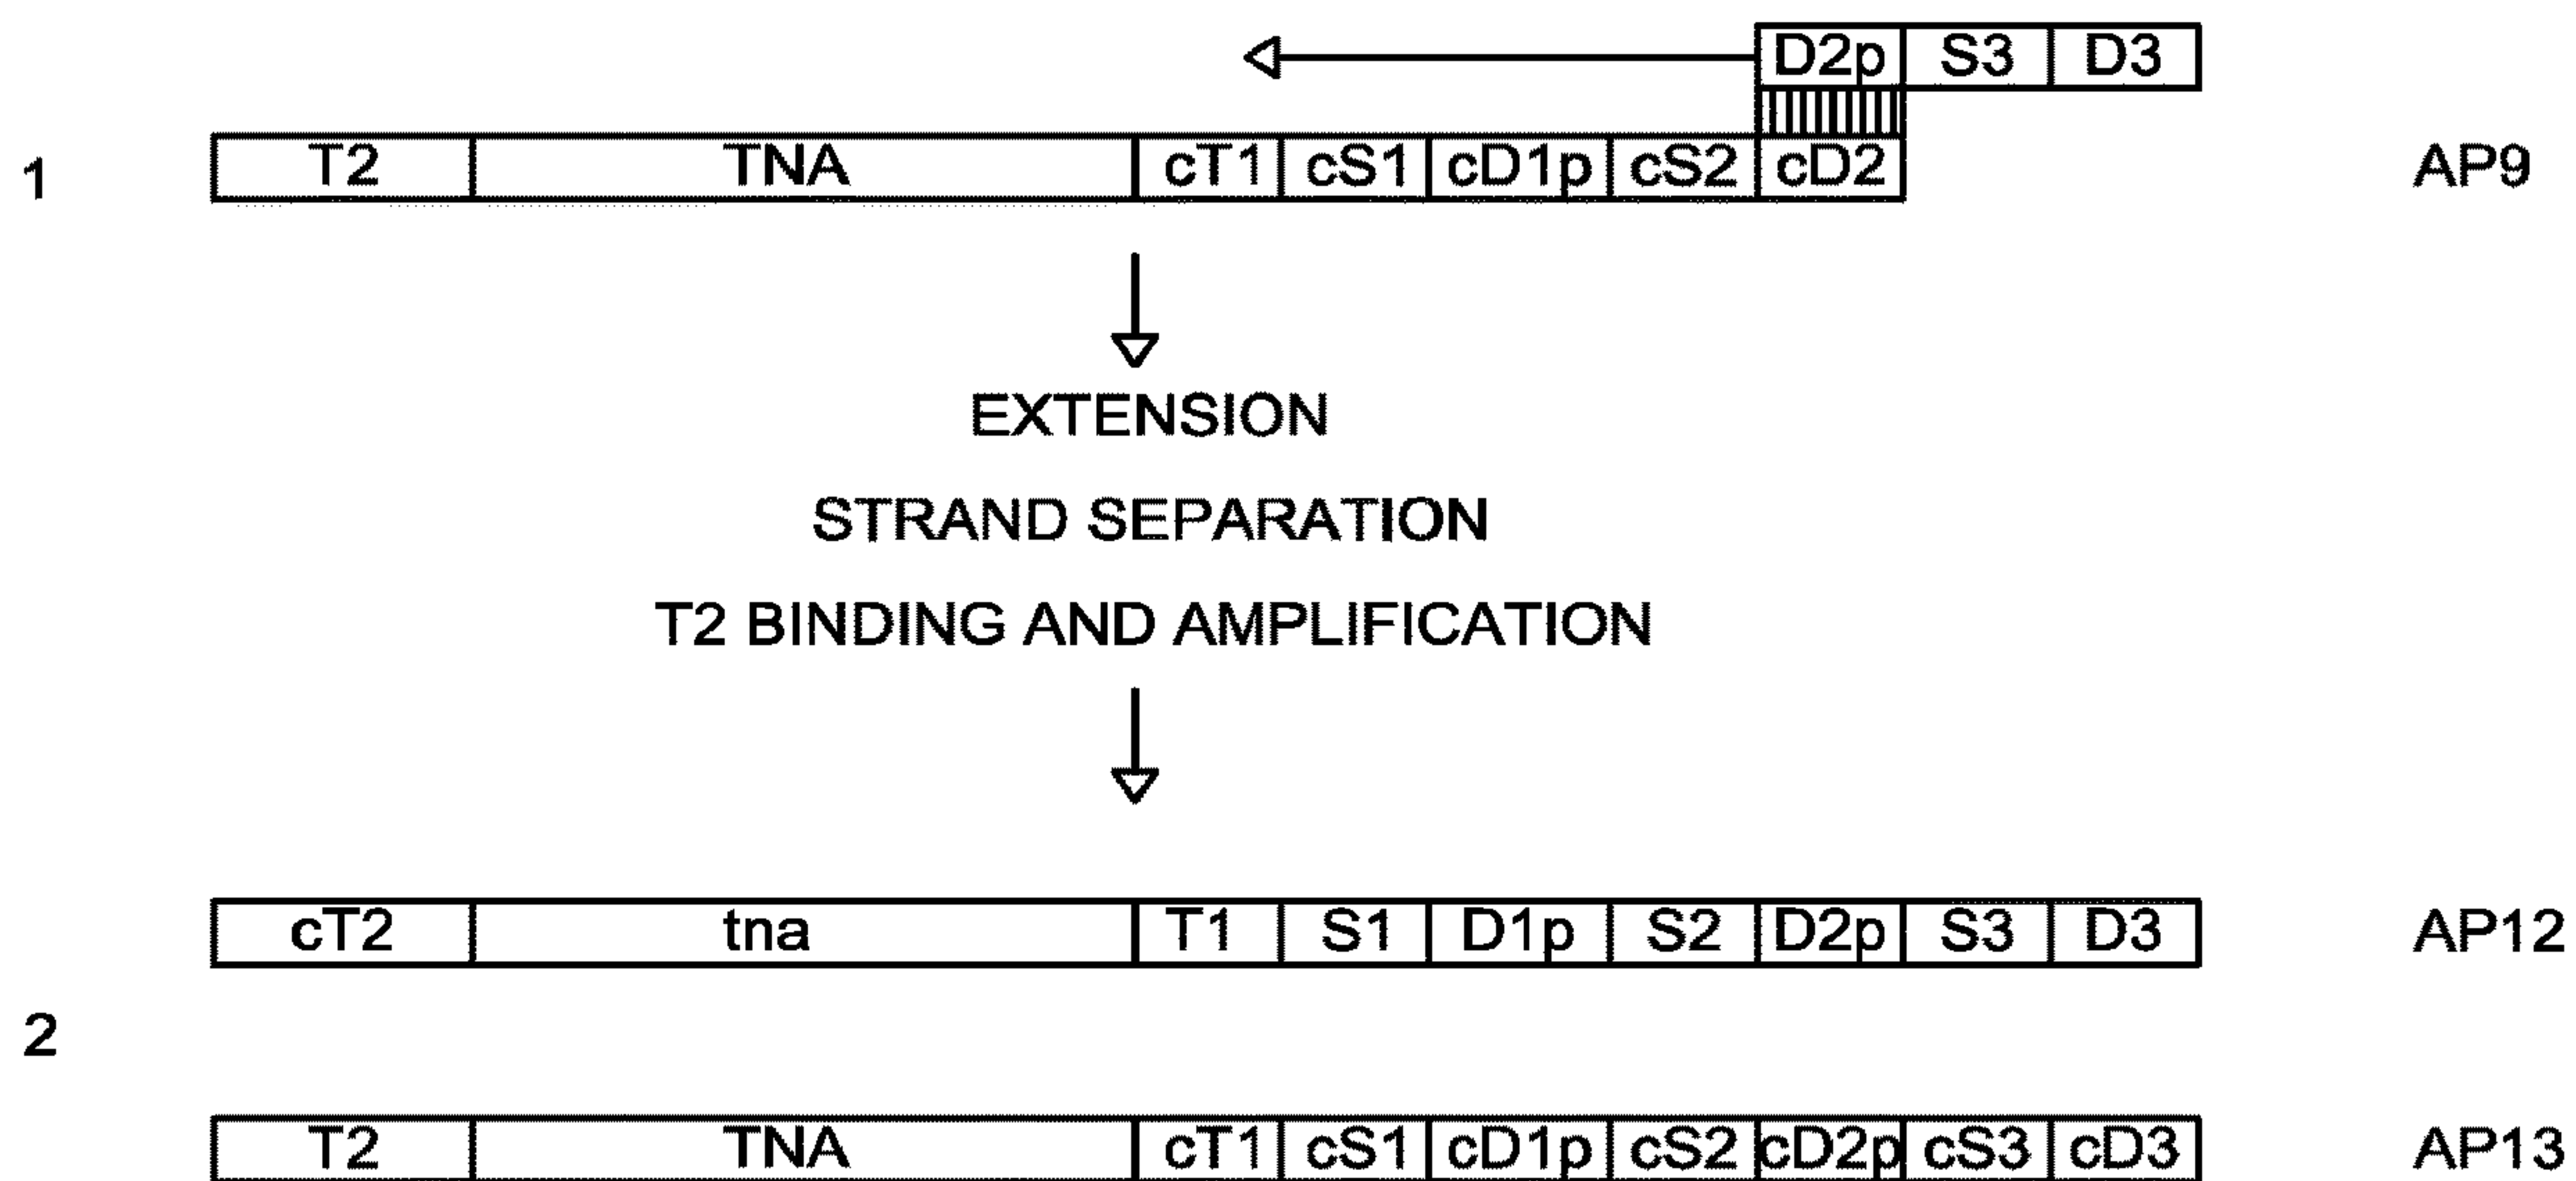 D2p S3 D3
1 T2 TNA cT1 cS1 cD1p cS2 cD2 AP9
EXTENSION
STRAND SEPARATION
T2 BINDING AND AMPLIFICATION
cT2 tna T1 S1 D1p S2 D2p S3 D3 AP12
2
T2 TNA cT1 cS1 cD1p cS2 cD2p cS3 cD3 AP13